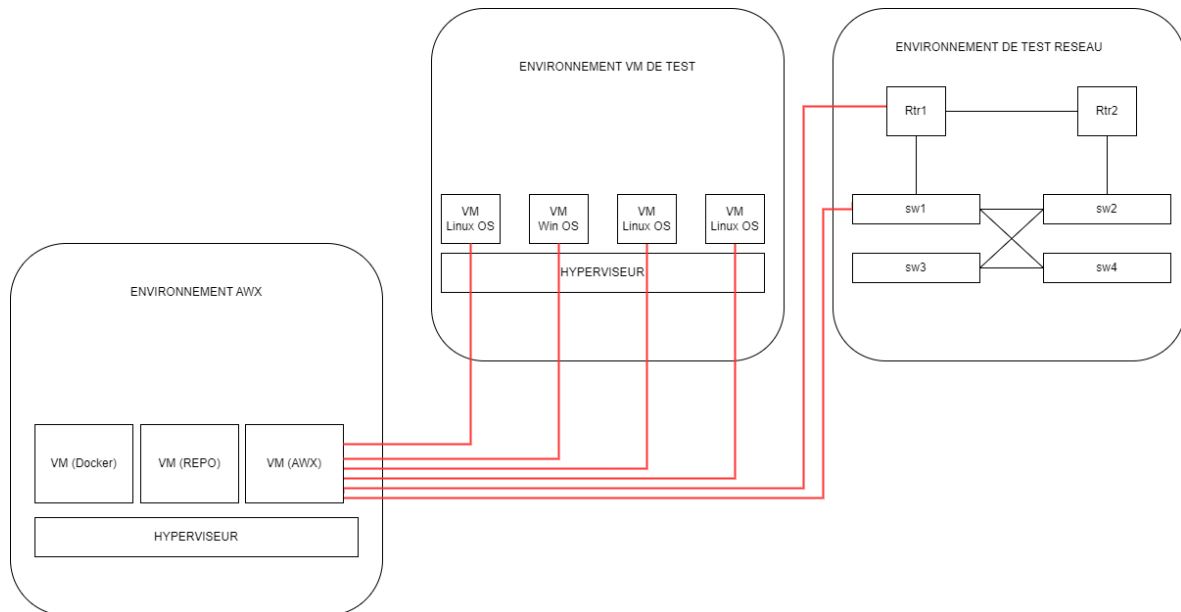 ENVIRONNEMENT DE TEST RESEAU
ENVIRONNEMENT VM DE TEST
Rtr1
Rtr2
VM
Linux OS
VM
Win OS
VM
Linux OS
VM
Linux OS
sw1
sw2
HYPERVISEUR
sw3
sw4
ENVIRONNEMENT AWX
VM (Docker)
VM (REPO)
VM (AWX)
HYPERVISEUR